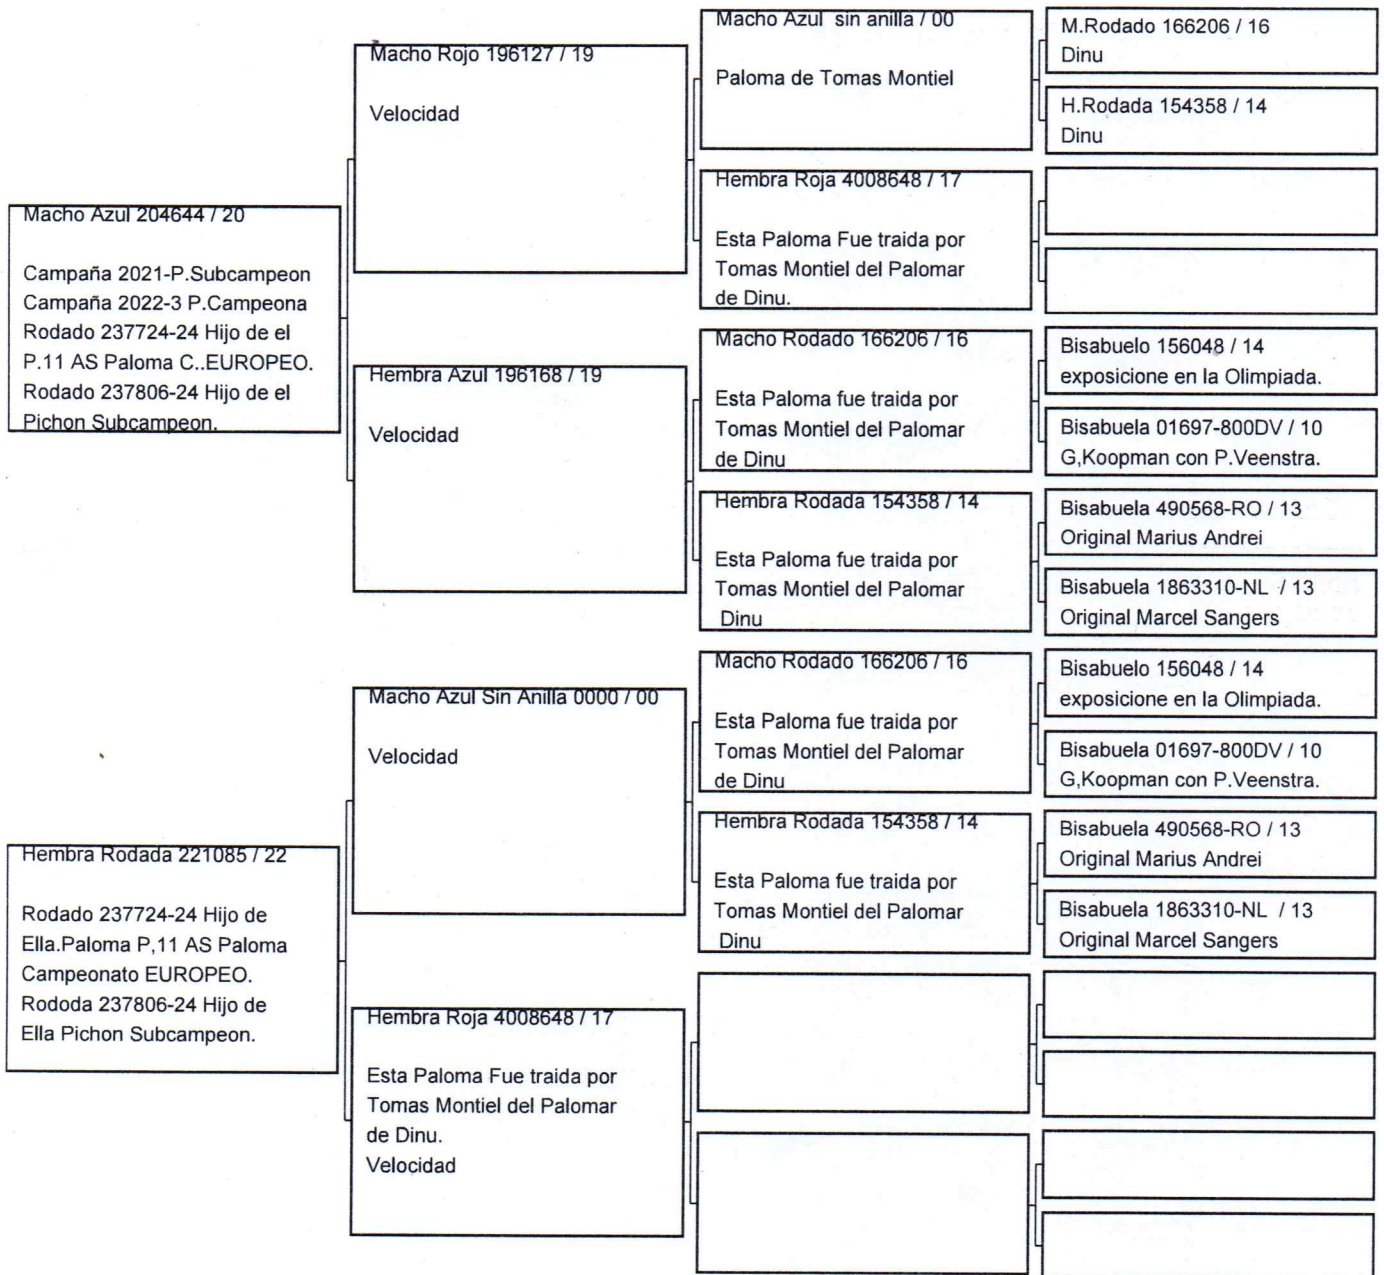 Macho Azul 204644 / 20
Campaña 2021-P.Subcampeon
Campaña 2022-3 P.Campeona
Rodado 237724-24 Hijo de el
P.11 AS Paloma C..EUROPEO.
Rodado 237806-24 Hijo de el
Pichon Subcampeon.
Hembra Rodada 221085 / 22
Rodado 237724-24 Hijo de
Ella.Paloma P,11 AS Paloma
Campeonato EUROPEO.
Rododa 237806-24 Hijo de
Ella Pichon Subcampeon.
Macho Rojo 196127 / 19
Velocidad
Hembra Azul 196168 / 19
Velocidad
Macho Azul Sin Anilla 0000 / 00
Velocidad
Hembra Roja 4008648 / 17
Esta Paloma Fue traida por
Tomas Montiel del Palomar
de Dinu.
Velocidad
Macho Azul  sin anilla / 00
Paloma de Tomas Montiel
Hembra Roja 4008648 / 17
Esta Paloma Fue traida por
Tomas Montiel del Palomar
de Dinu.
Macho Rodado 166206 / 16
Esta Paloma fue traida por
Tomas Montiel del Palomar
de Dinu
Hembra Rodada 154358 / 14
Esta Paloma fue traida por
Tomas Montiel del Palomar
Dinu
Macho Rodado 166206 / 16
Esta Paloma fue traida por
Tomas Montiel del Palomar
de Dinu
Hembra Rodada 154358 / 14
Esta Paloma fue traida por
Tomas Montiel del Palomar
Dinu
M.Rodado 166206 / 16
Dinu
H.Rodada 154358 / 14
Dinu
Bisabuelo 156048 / 14
exposicione en la Olimpiada.
Bisabuela 01697-800DV / 10
G,Koopman con P.Veenstra.
Bisabuela 490568-RO / 13
Original Marius Andrei
Bisabuela 1863310-NL  / 13
Original Marcel Sangers
Bisabuelo 156048 / 14
exposicione en la Olimpiada.
Bisabuela 01697-800DV / 10
G,Koopman con P.Veenstra.
Bisabuela 490568-RO / 13
Original Marius Andrei
Bisabuela 1863310-NL  / 13
Original Marcel Sangers